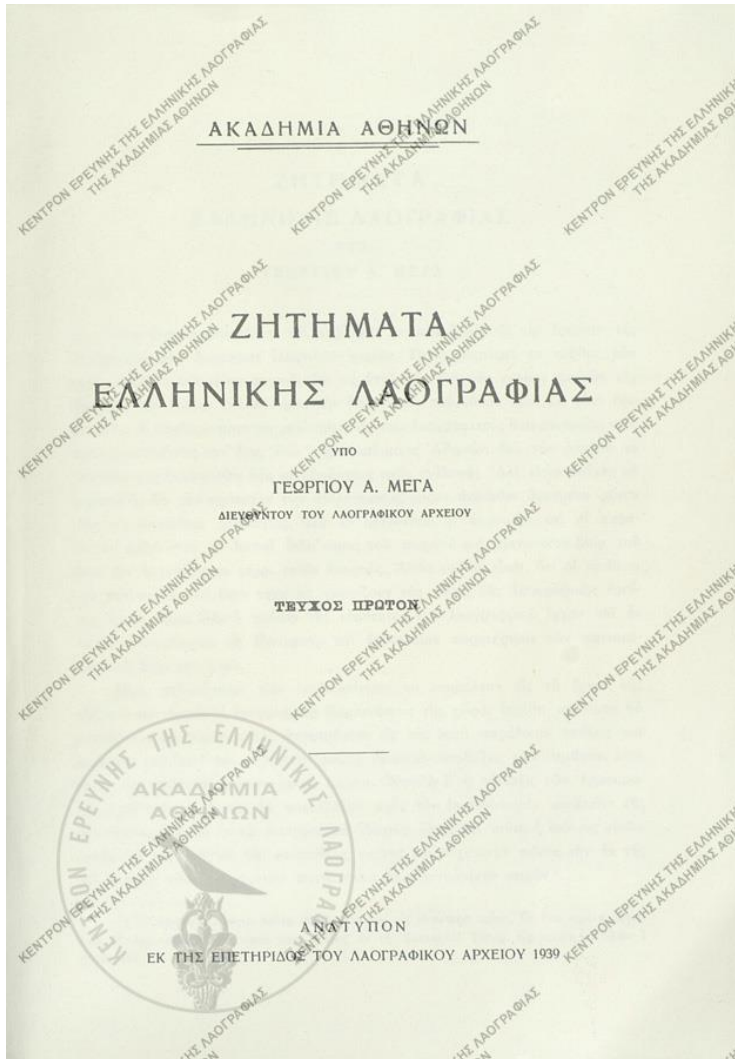 ΑΚΑΔΗΜΙΑ ΑΘΗΝΩΝ
ΖΗΤΗΜΑΤΑ
ΕΛΛΗΝΙΚΗΣ ΛΑΟΓΡΑΦΙΑΣ
ΥΠΟ
ΓΕΩΡΓΙΟΥ Α. ΜΕΓΑ
ΔΙΕΥΘΥΝΤΟΥ ΤΟΥ ΛΑΟΓΡΑΦΙΚΟΥ ΑΡΧΕΙΟΥ
ΤΕΥΧΟΣ ΠΡΩΤΟΝ
ΑΝΑΤΥΠΟΝ
ΕΚ ΤΗΣ ΕΠΕΤΗΡΙΔΟΣ ΤΟΥ ΛΑΟΓΡΑΦΙΚΟΥ ΑΡΧΕΙΟΥ 1939
ΚΕΝΤΡΟΝ ΕΡΕΥΝΗΣ ΤΗΣ ΕΛΛΗΝΙΚΗΣ ΛΑΟΓΡΑΦΙΑΣ
ΑΚΑΔΗΜΙΑ
ΑΘΗΝΩΝ
ΚΕΝΤΡΟΝ ΕΡΕΥΝΗΣ ΤΗΣ ΕΛΛΗΝΙΚΗΣ ΛΑΟΓΡΑΦΙΑΣ
ΤΗΣ ΑΚΑΔΗΜΙΑΣ ΑΘΗΝΩΝ